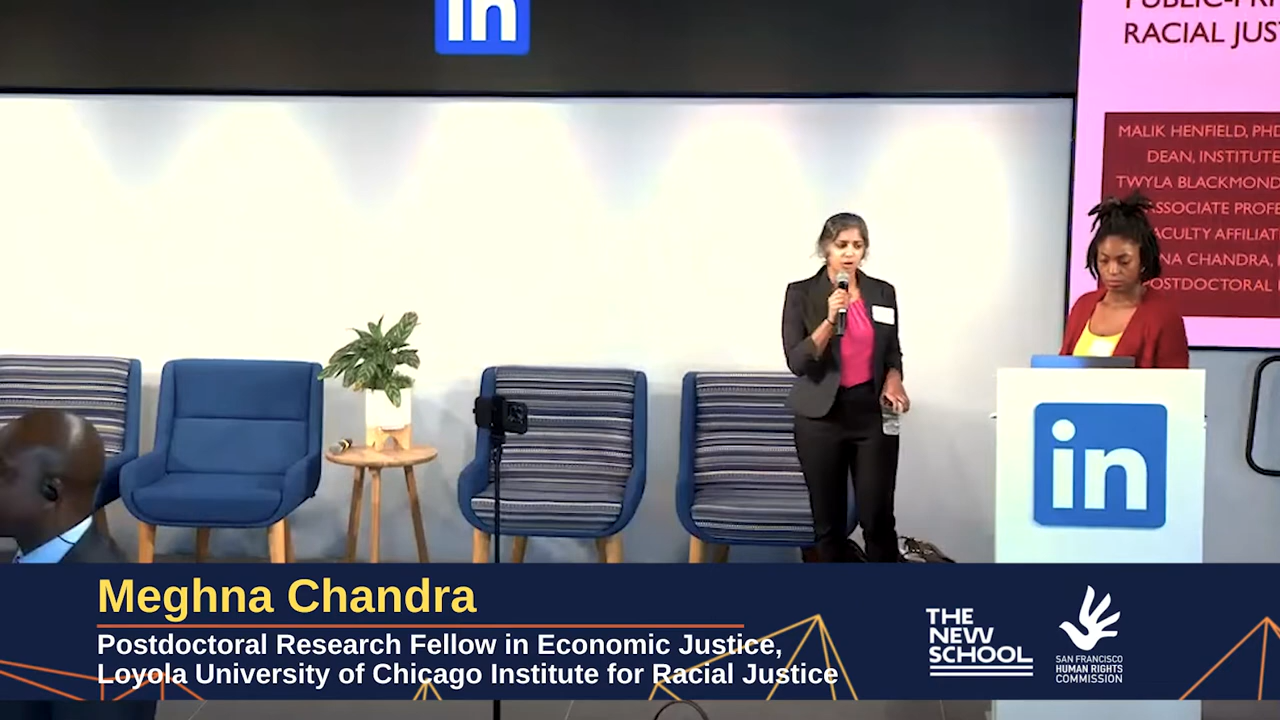 in
PUBLIC-PRI
RACIAL JUS
MALIK HENFIELD, PHD
DEAN, INSTITUTE
TWYLA BLACKMOND
ASSOCIATE PROFE
ACULTY AFFILIAT
NA CHANDRA,
OSTDOCTORAL
in
Meghna Chandra
Postdoctoral Research Fellow in Economic Justice,
Loyola University of Chicago Institute for Racial Justice
THE
NEW
SCHOOL
SAN FRANCISCO
HUMAN RIGHTS
COMMISSION